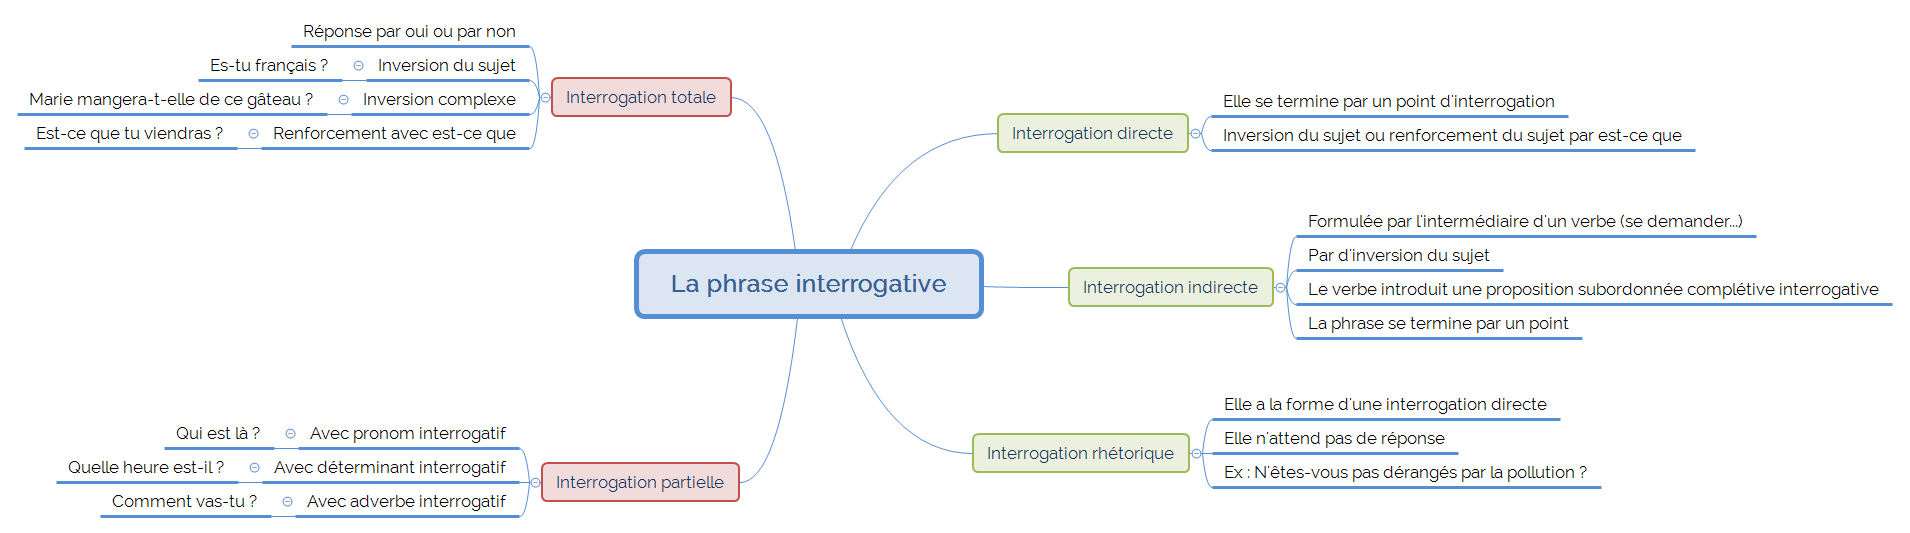 La phrase interrogative
Interrogation totale
Réponse par oui ou par non
Inversion du sujet
Es-tu français ?
Inversion complexe
Marie mangera-t-elle de ce gâteau ?
Renforcement avec est-ce que
Est-ce que tu viendras ?
Interrogation partielle
Avec pronom interrogatif
Qui est là ?
Avec déterminant interrogatif
Quelle heure est-il ?
Avec adverbe interrogatif
Comment vas-tu ?
Interrogation directe
Elle se termine par un point d'interrogation
Inversion du sujet ou renforcement du sujet par est-ce que
Interrogation indirecte
Formulée par l'intermédiaire d'un verbe (se demander...)
Par d'inversion du sujet
Le verbe introduit une proposition subordonnée complétive interrogative
La phrase se termine par un point
Interrogation rhétorique
Elle a la forme d'une interrogation directe
Elle n'attend pas de réponse
Ex : N'êtes-vous pas dérangés par la pollution ?